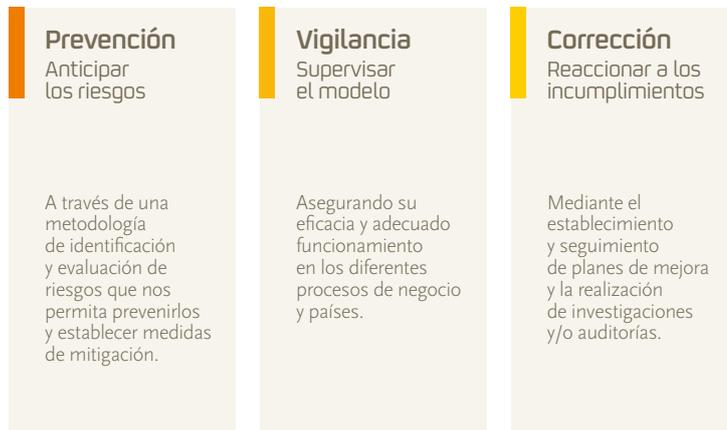 Prevención
Anticipar
los riesgos
A través de una
metodología
de identificación
y evaluación de
riesgos que nos
permita prevenirlos
y establecer medidas
de mitigación.
Vigilancia
Supervisar
el modelo
Asegurando su
eficacia y adecuado
funcionamiento
en los diferentes
procesos de negocio
y países.
Corrección
Reaccionar a los
incumplimientos
Mediante el
establecimiento
y seguimiento
de planes de mejora
y la realización
de investigaciones
y/o auditorías.